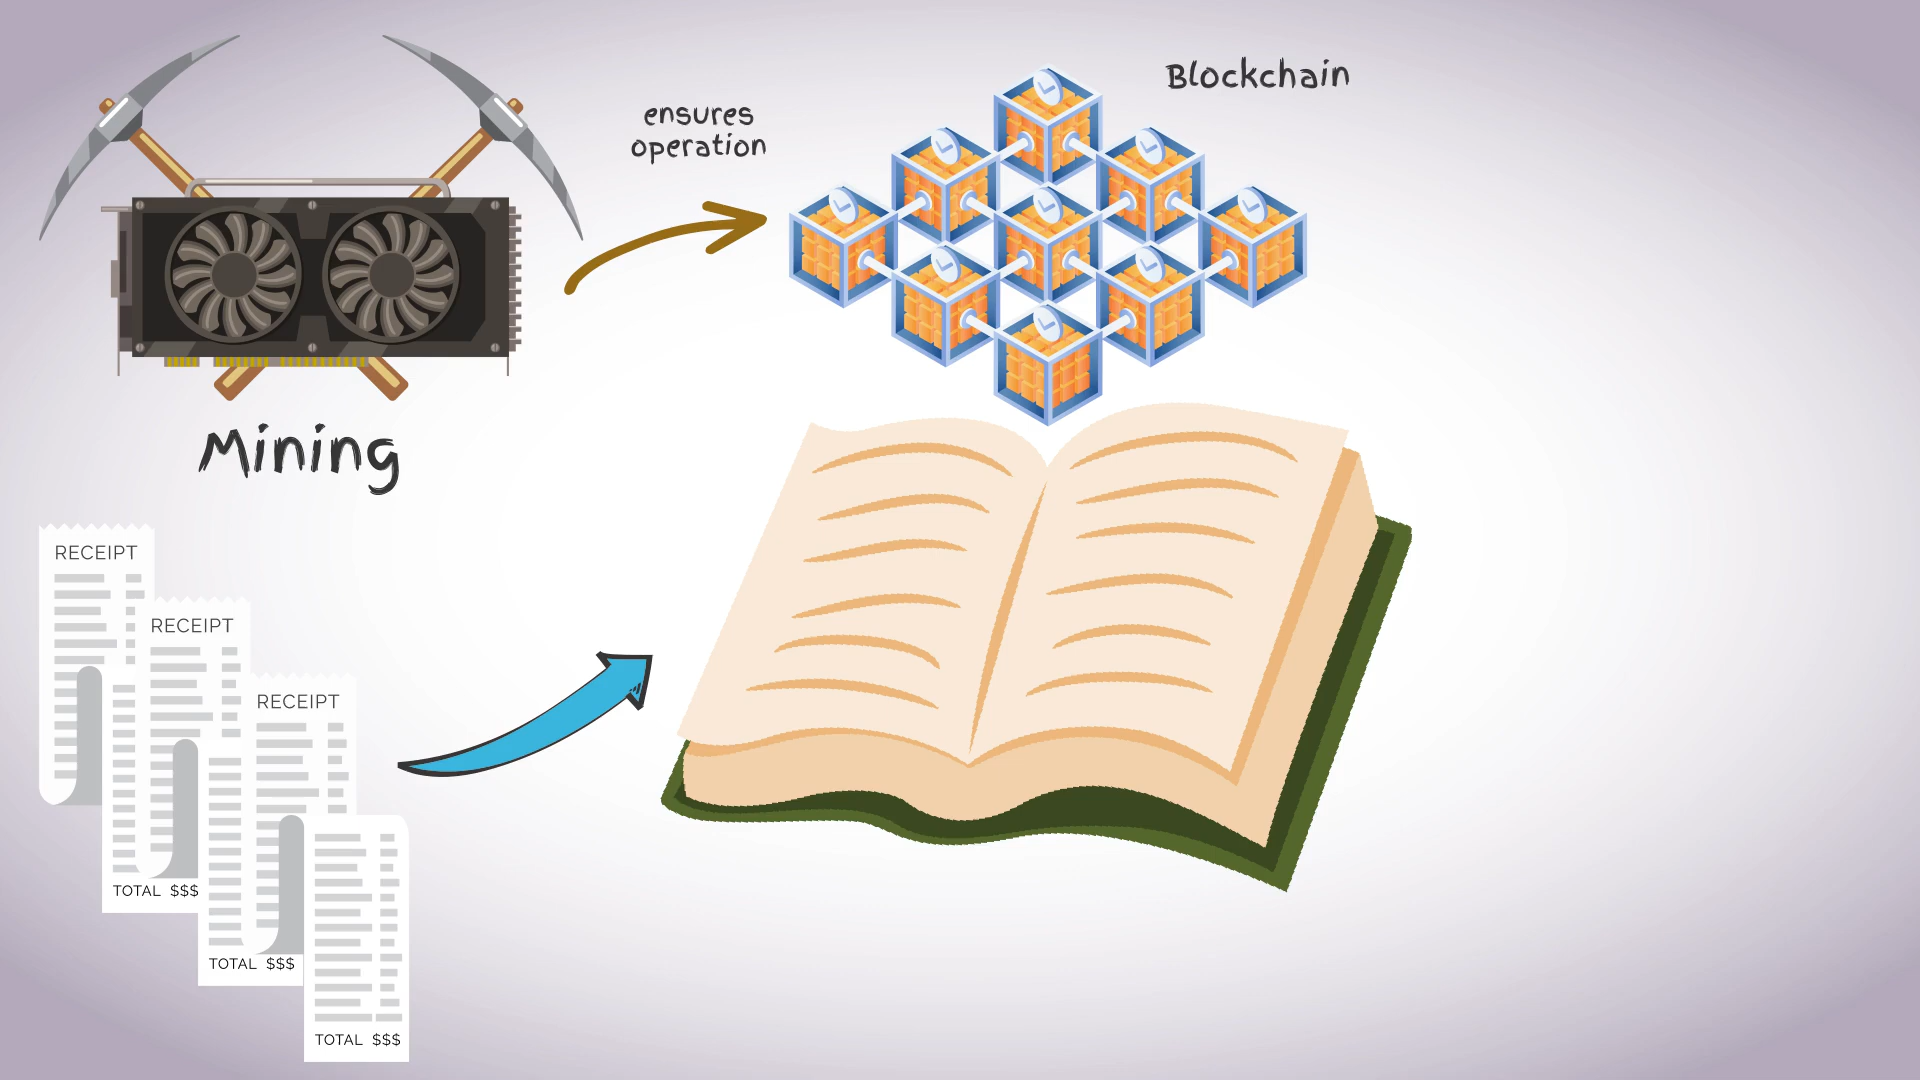 Blockchain
ensures
operation
Mining
RECEIPT
RECEIPT
RECEIPT
TOTAL $$$
TOTAL $$$
TOTAL $$$